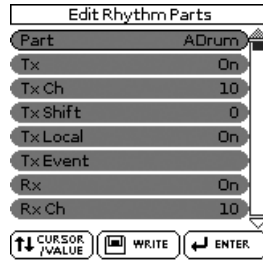 Edit Rhythm Parts
Part ADrum
Tx On
Tx Ch 10
Tx Shift 0
Tx Local On
Tx Event
Rx On
Rx Ch 10
CURSOR /VALUE WRITE ENTER